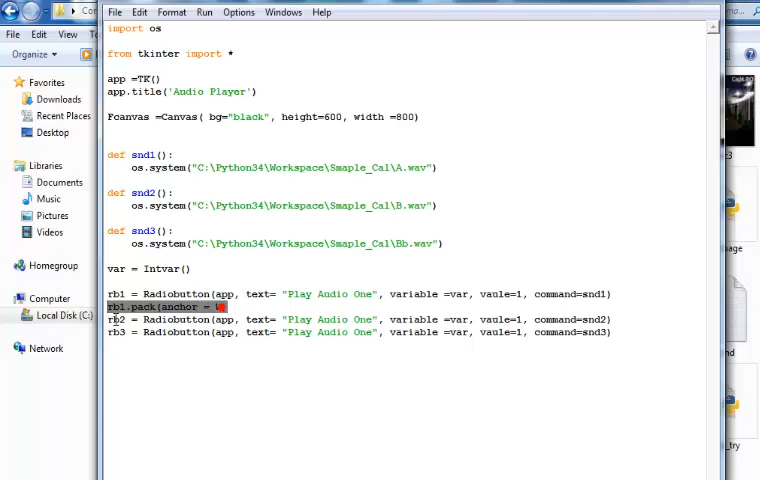 File Edit Format Run Options Windows Help
File Edit View
Organize
Favorites
Downloads
Recent Places
Desktop
Libraries
Documents
Music
Pictures
Videos
Homegroup
Computer
Local Disk (C:)
Network
import os
from tkinter import *
app =TK()
app.title('Audio Player')
Fcanvas =Canvas( bg="black", height=600, width =800)
def snd1():
os.system("C:\Python34\Workspace\Smaple_Cal\A.wav")
def snd2():
os.system("C:\Python34\Workspace\Smaple_Cal\B.wav")
def snd3():
os.system("C:\Python34\Workspace\Smaple_Cal\Bb.wav")
var = Intvar()
rb1 = Radiobutton(app, text= "Play Audio One", variable =var, vaule=1, command=snd1)
rb1.pack(anchor =
rb2 = Radiobutton(app, text= "Play Audio One", variable =var, vaule=1, command=snd2)
rb3 = Radiobutton(app, text= "Play Audio One", variable =var, vaule=1, command=snd3)